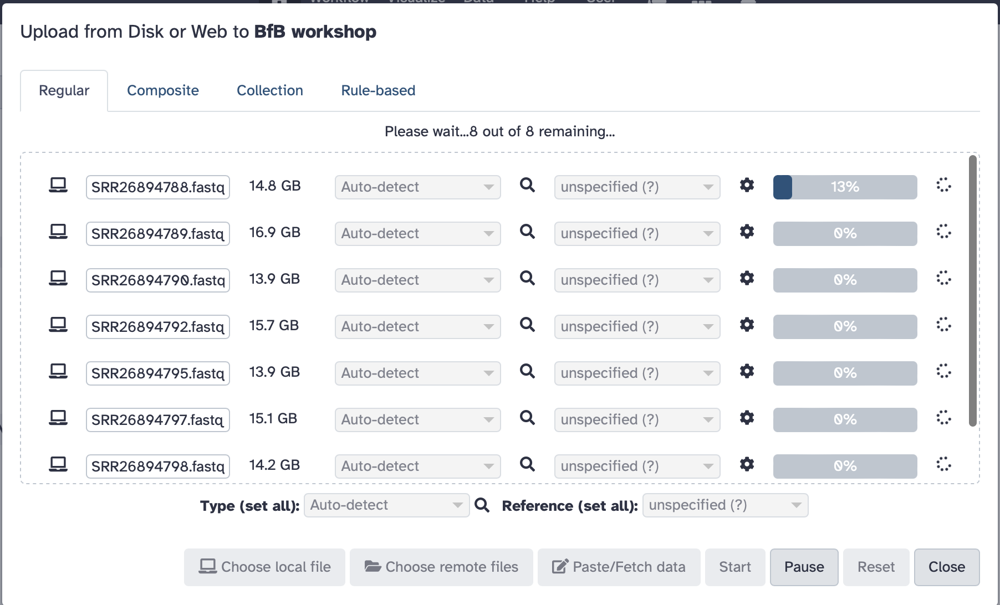 Workflow Visualize Data Help User
Upload from Disk or Web to BfB workshop
Regular Composite Collection Rule-based
Please wait...8 out of 8 remaining...
SRR26894788.fastq 14.8 GB Auto-detect unspecified (?) 13%
SRR26894789.fastq 16.9 GB Auto-detect unspecified (?) 0%
SRR26894790.fastq 13.9 GB Auto-detect unspecified (?) 0%
SRR26894792.fastq 15.7 GB Auto-detect unspecified (?) 0%
SRR26894795.fastq 13.9 GB Auto-detect unspecified (?) 0%
SRR26894797.fastq 15.1 GB Auto-detect unspecified (?) 0%
SRR26894798.fastq 14.2 GB Auto-detect unspecified (?) 0%
Type (set all): Auto-detect Reference (set all): unspecified (?)
Choose local file Choose remote files Paste/Fetch data Start Pause Reset Close